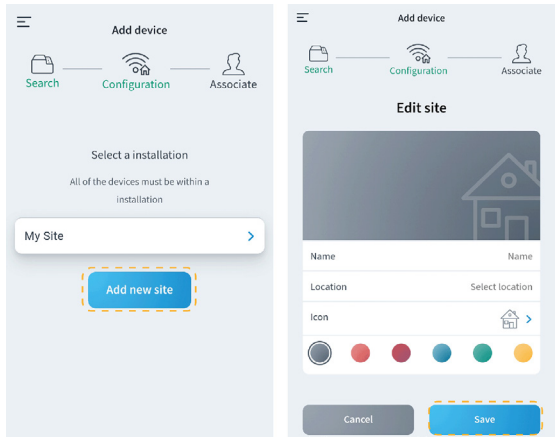 Add device
Search
Configuration
Associate
Select a installation
All of the devices must be within a
installation
My Site
Add new site
Add device
Search
Configuration
Associate
Edit site
Name Name
Location Select location
Icon
Cancel
Save